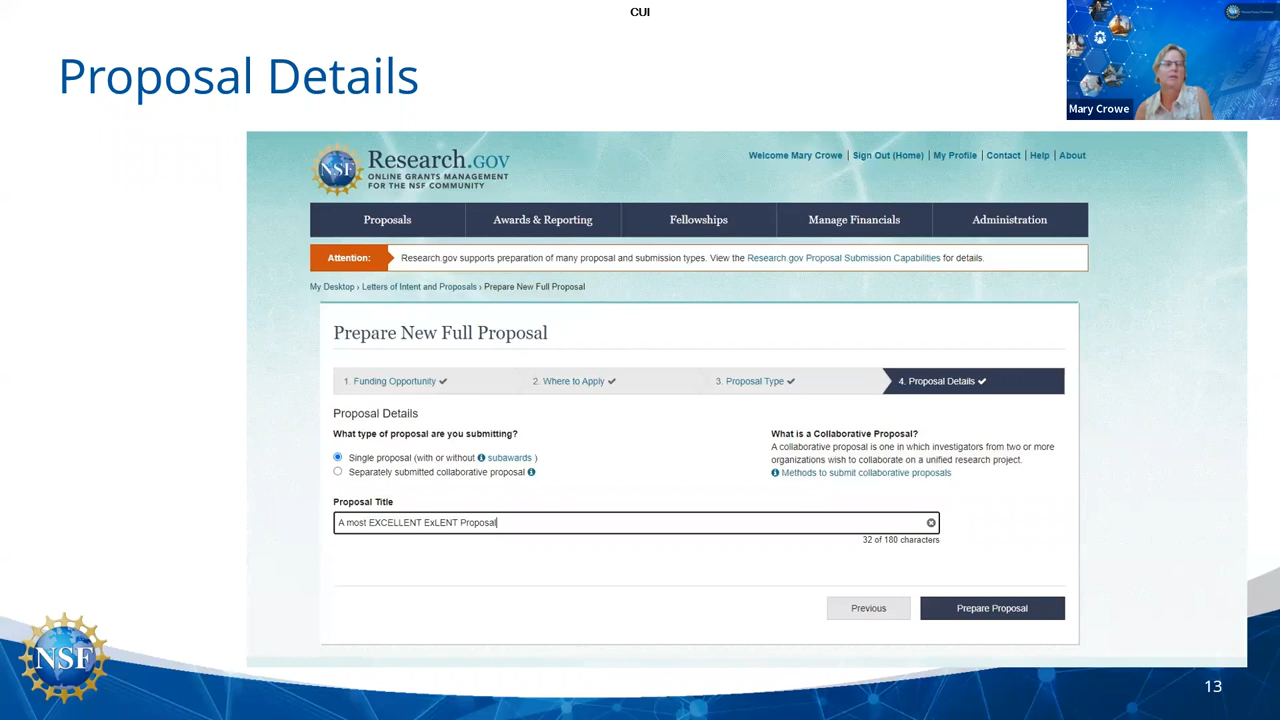 CUI
Proposal Details
Mary Crowe
NSF
Research.GOV
ONLINE GRANTS MANAGEMENT
FOR THE NSF COMMUNITY
Welcome Mary Crowe | Sign Out (Home) | My Profile | Contact | Help | About
Proposals Awards & Reporting Fellowships Manage Financials Administration
Attention: Research.gov supports preparation of many proposal and submission types. View the Research.gov Proposal Submission Capabilities for details.
My Desktop › Letters of Intent and Proposals › Prepare New Full Proposal
Prepare New Full Proposal
1. Funding Opportunity 2. Where to Apply 3. Proposal Type 4. Proposal Details
Proposal Details
What type of proposal are you submitting?
Single proposal (with or without subawards )
Separately submitted collaborative proposal
What is a Collaborative Proposal?
A collaborative proposal is one in which investigators from two or more
organizations wish to collaborate on a unified research project.
Methods to submit collaborative proposals
Proposal Title
A most EXCELLENT ExLENT Proposal
32 of 180 characters
Previous Prepare Proposal
NSF
13